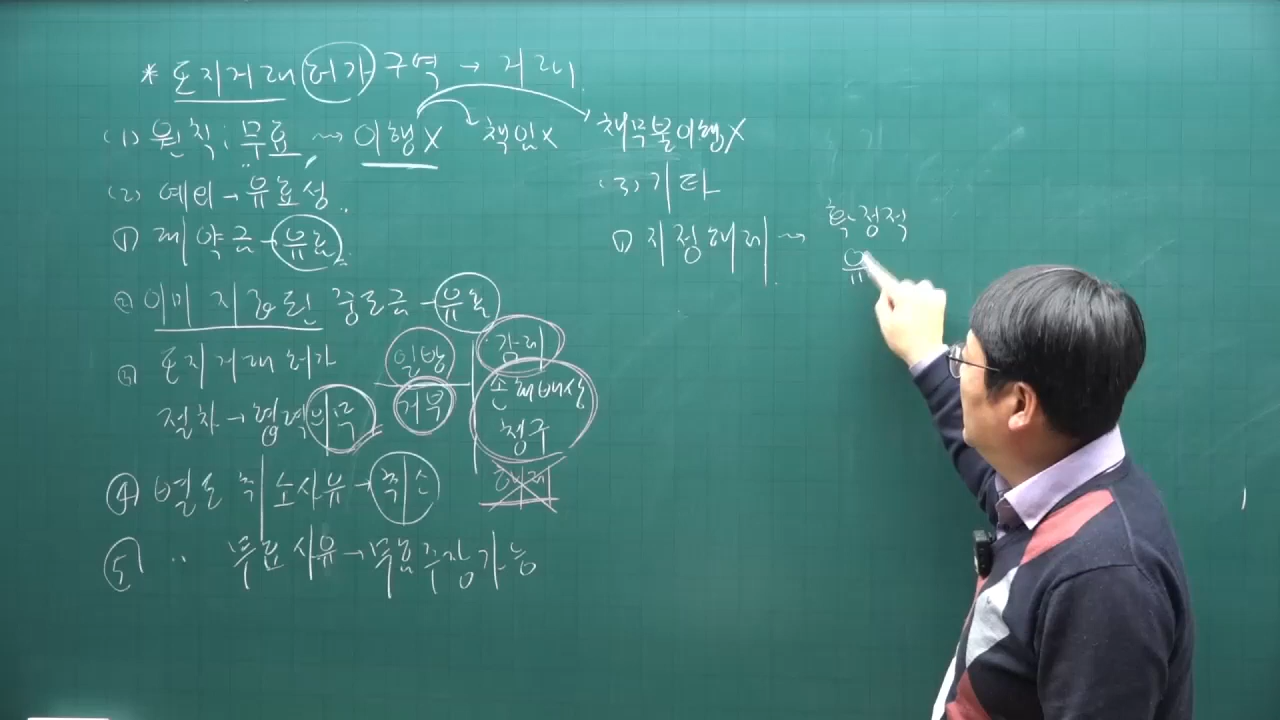 * 토지거래허가구역 → 거래
(1) 원칙 : 무효 ⇝ 이행X → 책임X
(2) 예외 → 유효성.
① 계약금 - 유효
② 이미 지급된 중도금 - 유효
③ 토지거래허가
절차 → 협력의무
일방
거부
손해배상
청구
해제
④ 별도 취소사유 → 취소
⑤ 〃 무효사유 → 무효주장가능
채무불이행X
(3) 기타
① 지정해제 ⇝ 확정적
유